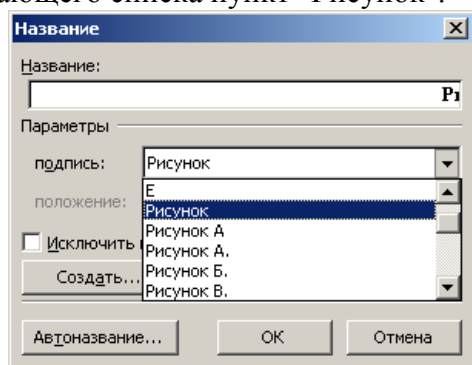 ающего списка пункт "Рисунок".
Название
Название:
Параметры
подпись: Рисунок
положение:
Е
Рисунок
Рисунок А
Рисунок А.
Рисунок Б.
Рисунок В.
Исключить
Создать...
Автоназвание... ОК Отмена